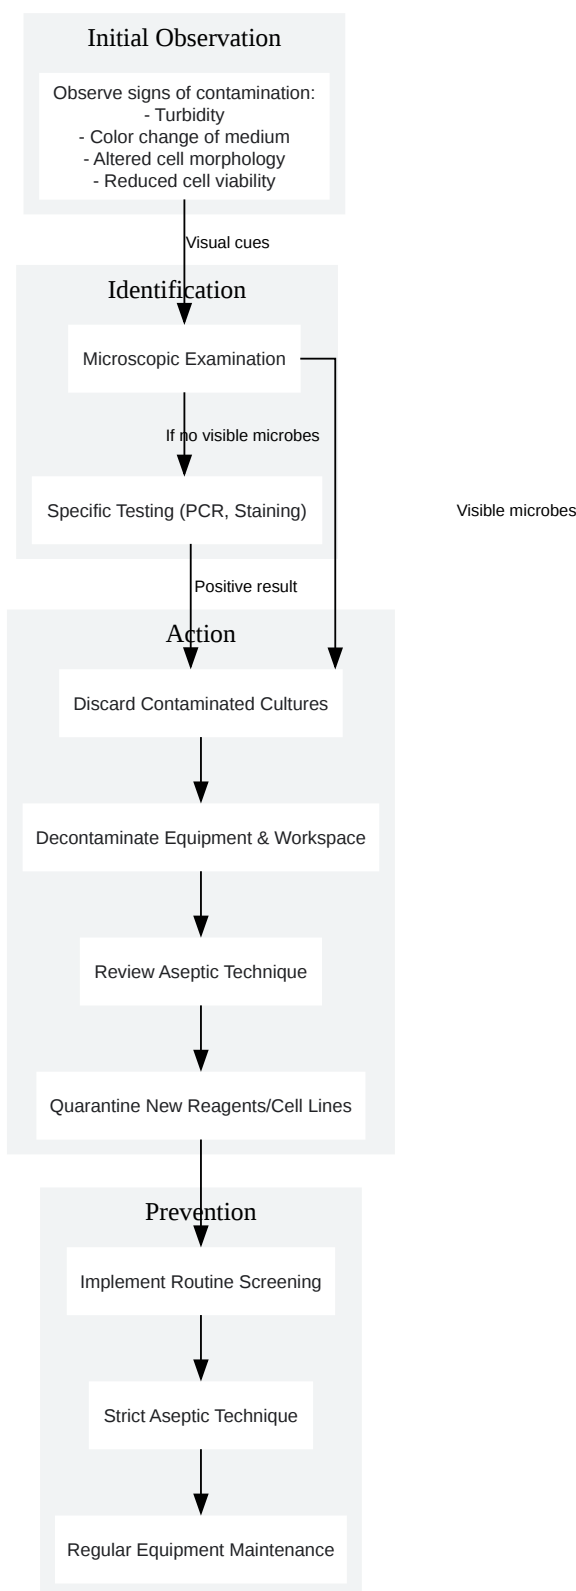 Initial Observation
Observe signs of contamination:
- Turbidity
- Color change of medium
- Altered cell morphology
- Reduced cell viability
Visual cues
Identification
Microscopic Examination
If no visible microbes
Specific Testing (PCR, Staining)
Visible microbes
Positive result
Action
Discard Contaminated Cultures
Decontaminate Equipment & Workspace
Review Aseptic Technique
Quarantine New Reagents/Cell Lines
Prevention
Implement Routine Screening
Strict Aseptic Technique
Regular Equipment Maintenance